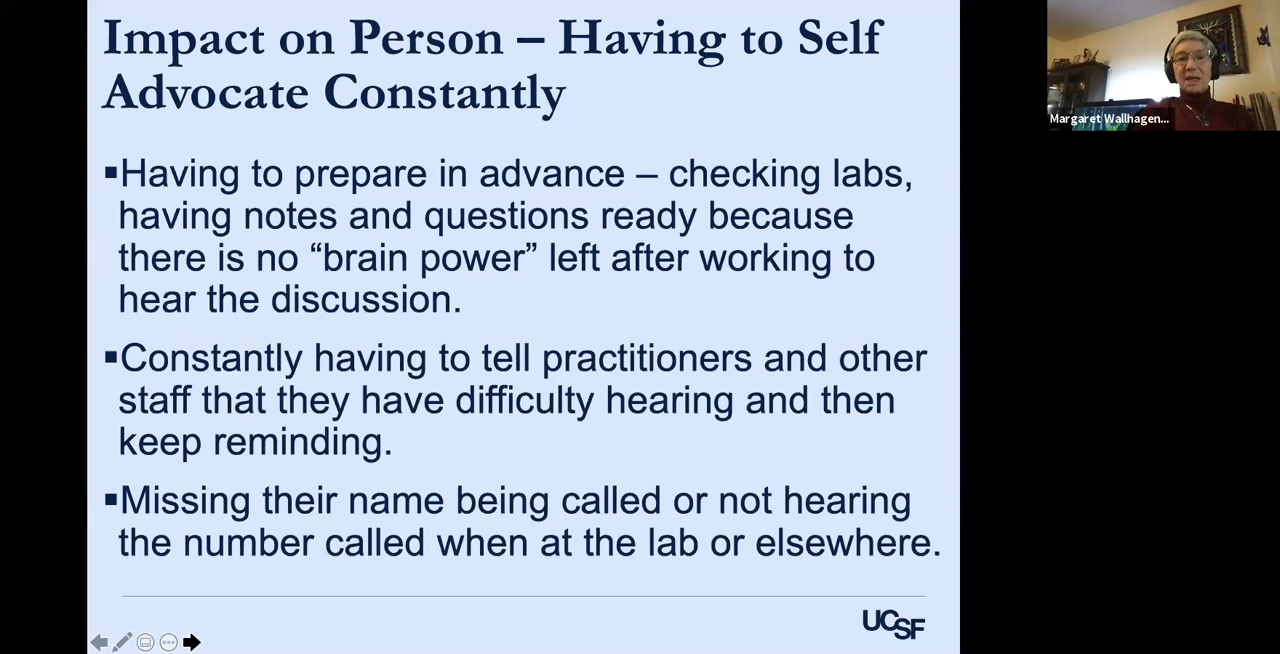 Impact on Person – Having to Self
Advocate Constantly
▪Having to prepare in advance – checking labs,
having notes and questions ready because
there is no “brain power” left after working to
hear the discussion.
▪Constantly having to tell practitioners and other
staff that they have difficulty hearing and then
keep reminding.
▪Missing their name being called or not hearing
the number called when at the lab or elsewhere.
UCSF
Margaret Wallhagen...